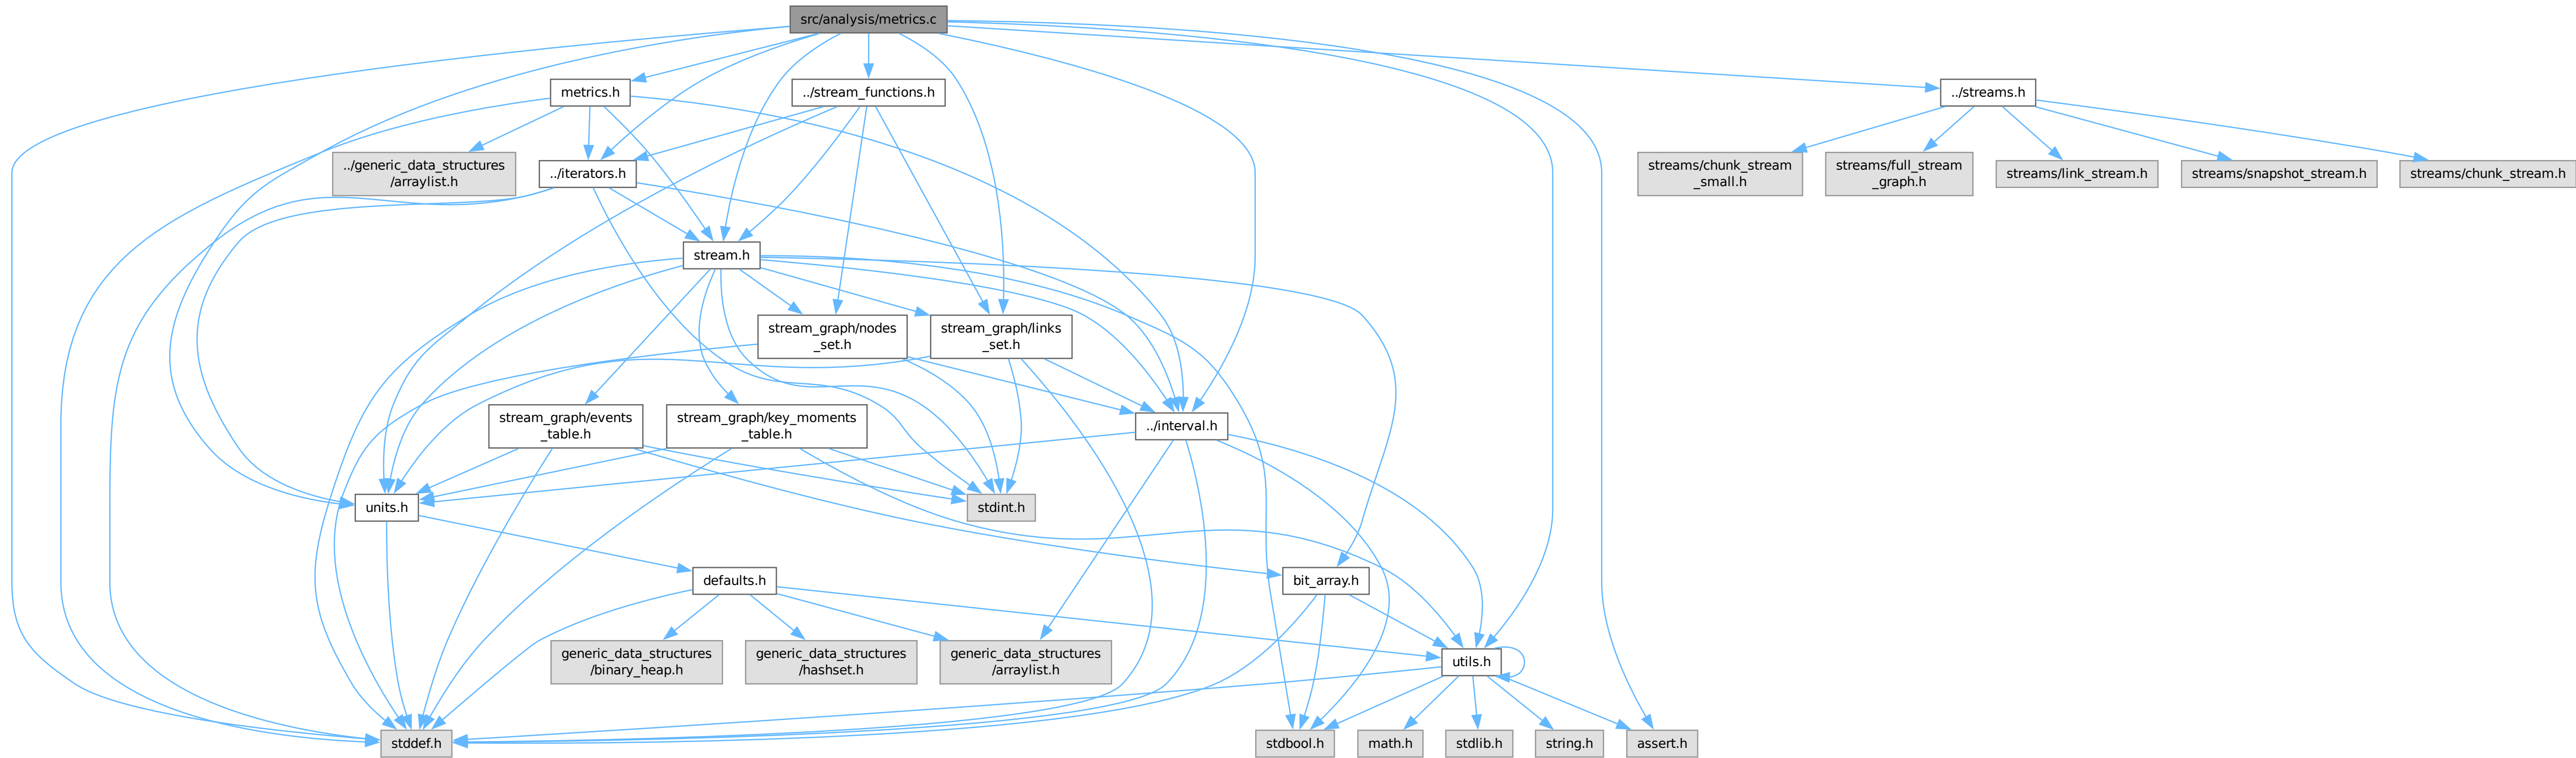 src/analysis/metrics.c
metrics.h
../stream_functions.h
../streams.h
../generic_data_structures
/arraylist.h
../iterators.h
streams/chunk_stream
_small.h
streams/full_stream
_graph.h
streams/link_stream.h
streams/snapshot_stream.h
streams/chunk_stream.h
stream.h
stream_graph/nodes
_set.h
stream_graph/links
_set.h
stream_graph/events
_table.h
stream_graph/key_moments
_table.h
../interval.h
units.h
stdint.h
defaults.h
bit_array.h
generic_data_structures
/binary_heap.h
generic_data_structures
/hashset.h
generic_data_structures
/arraylist.h
utils.h
stddef.h
stdbool.h
math.h
stdlib.h
string.h
assert.h